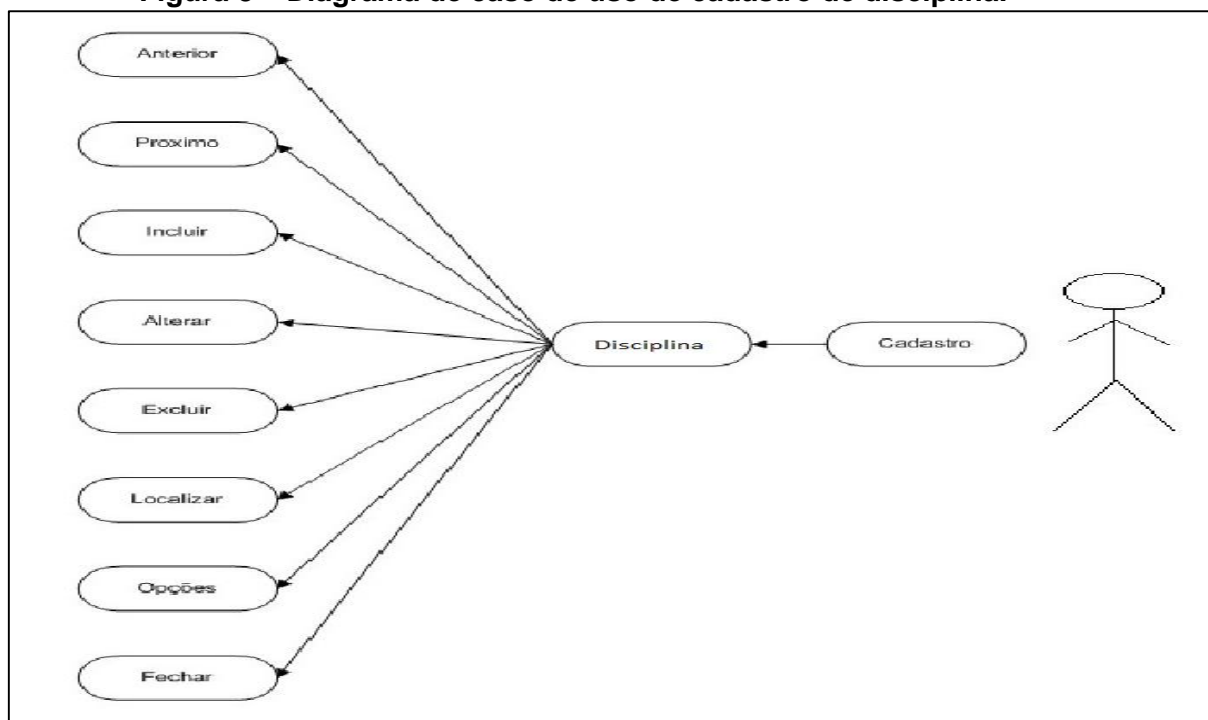 Anterior
Proximo
Incluir
Alterar
Disciplina
Cadastro
Excluir
Localizar
Opções
Fechar